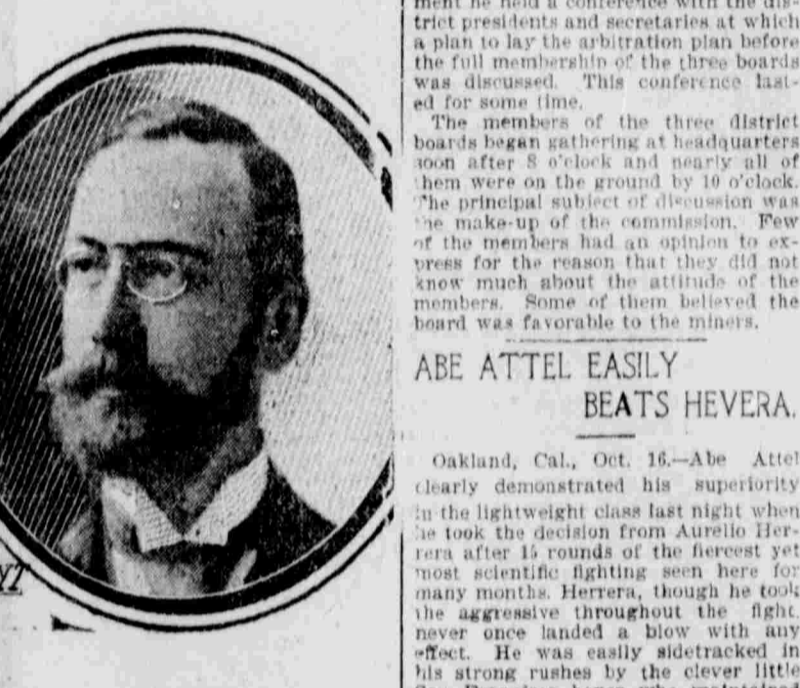 ment he held a conference with the dis-
trict presidents and secretaries at which
a plan to lay the arbitration plan before
the full membership of the three boards
was discussed. This conference last-
ed for some time.
The members of the three district
boards began gathering at headquarters
soon after 8 o'clock and nearly all of
them were on the ground by 10 o'clock.
The principal subject of discussion was
the make-up of the commission. Few
of the members had an opinion to ex-
press for the reason that they did not
know much about the attitude of the
members. Some of them believed the
board was favorable to the miners.
ABE ATTEL EASILY
BEATS HEVERA.
Oakland, Cal., Oct. 16.—Abe Attel
clearly demonstrated his superiority
in the lightweight class last night when
he took the decision from Aurelio Her-
rera after 15 rounds of the fiercest yet
most scientific fighting seen here for
many months. Herrera, though he took
the aggressive throughout the fight,
never once landed a blow with any
effect. He was easily sidetracked in
his strong rushes by the clever little